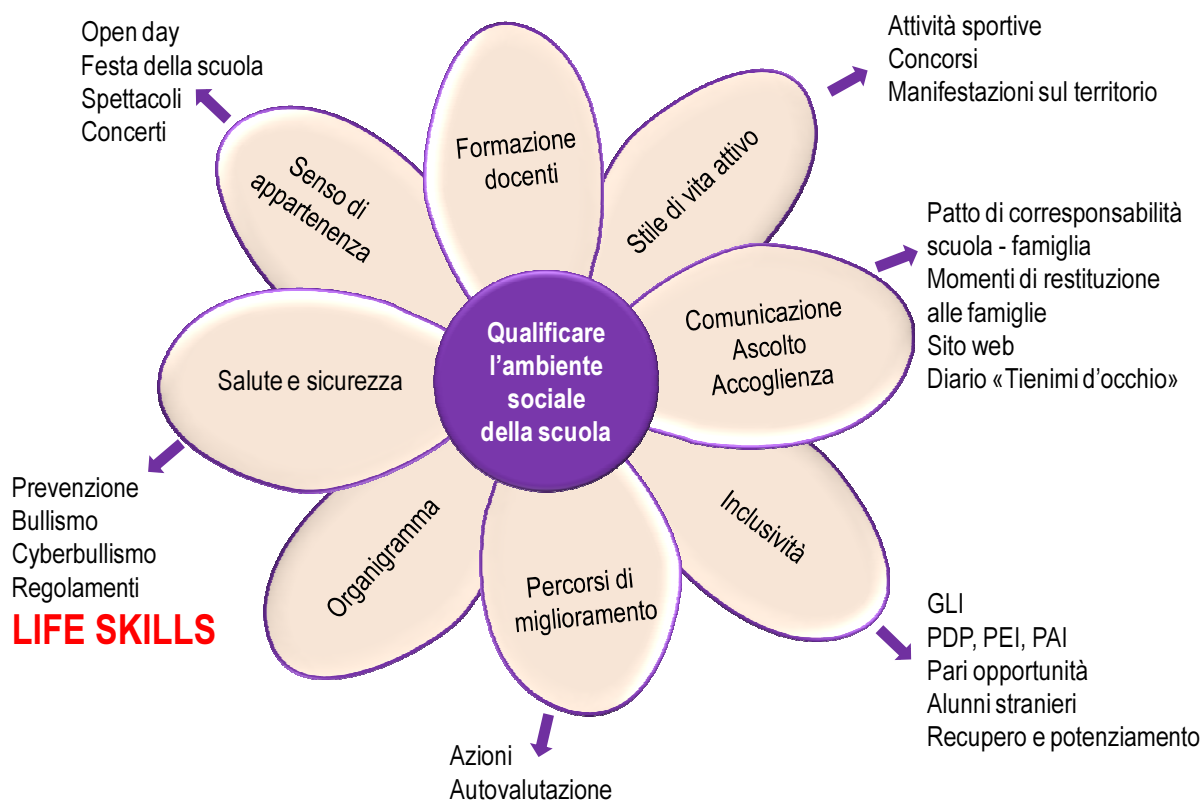 Open day
Festa della scuola
Spettacoli
Concerti
Senso di
appartenenza
Formazione
docenti
Stile di vita attivo
Attività sportive
Concorsi
Manifestazioni sul territorio
Comunicazione
Ascolto
Accoglienza
Patto di corresponsabilità
scuola - famiglia
Momenti di restituzione
alle famiglie
Sito web
Diario «Tienimi d’occhio»
Qualificare
l’ambiente
sociale
della scuola
Salute e sicurezza
Prevenzione
Bullismo
Cyberbullismo
Regolamenti
LIFE SKILLS
Organigramma
Percorsi di
miglioramento
Azioni
Autovalutazione
Inclusività
GLI
PDP, PEI, PAI
Pari opportunità
Alunni stranieri
Recupero e potenziamento